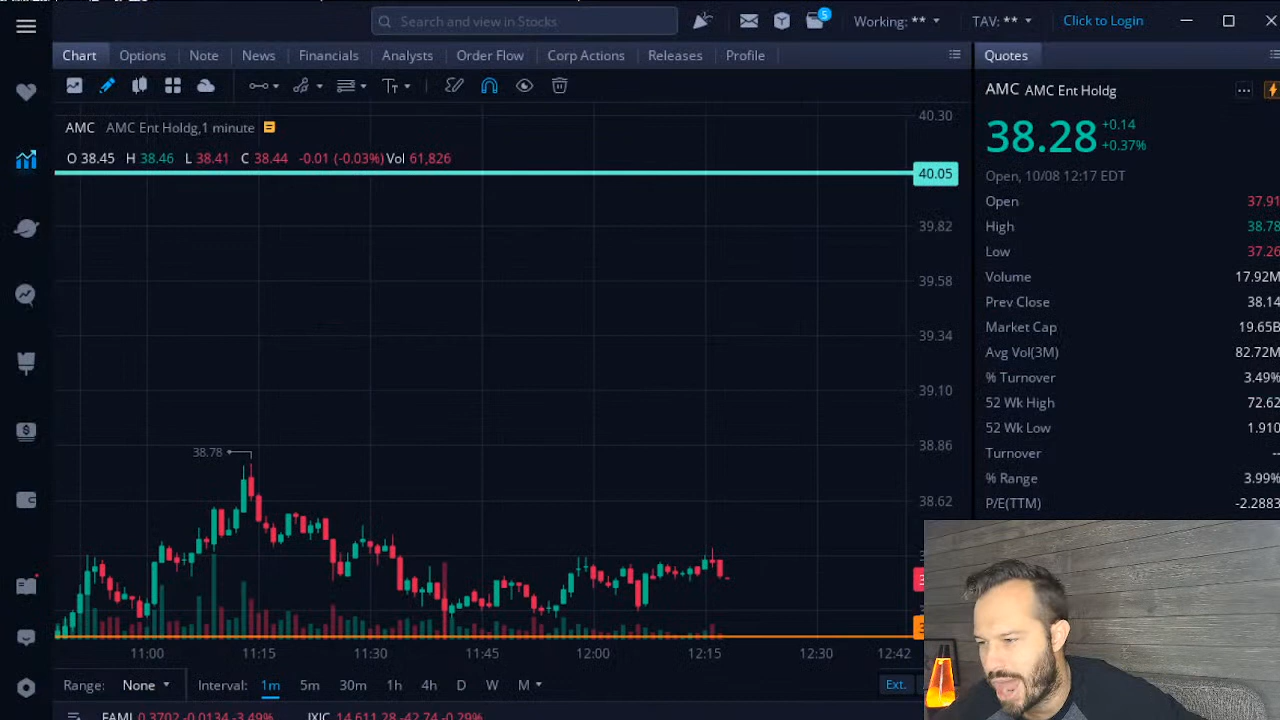 Search and view in Stocks
5
Working: **
TAV: **
Click to Login
Chart Options Note News Financials Analysts Order Flow Corp Actions Releases Profile
Quotes
AMC AMC Ent Holdg
38.28 +0.14
+0.37%
Open, 10/08 12:17 EDT
Open 37.91
High 38.78
Low 37.26
Volume 17.92M
Prev Close 38.14
Market Cap 19.65B
Avg Vol(3M) 82.72M
% Turnover 3.49%
52 Wk High 72.62
52 Wk Low 1.910
Turnover --
% Range 3.99%
P/E(TTM) -2.2883
AMC AMC Ent Holdg,1 minute
O 38.45 H 38.46 L 38.41 C 38.44 -0.01 (-0.03%) Vol 61,826
40.30
40.05
39.82
39.58
39.34
39.10
38.86
38.62
38.78
11:00 11:15 11:30 11:45 12:00 12:15 12:30 12:42
Range: None Interval: 1m 5m 30m 1h 4h D W M Ext.
FAMI 0.3702 -0.0134 -3.49% IXIC 14,611.28 -42.74 -0.29%